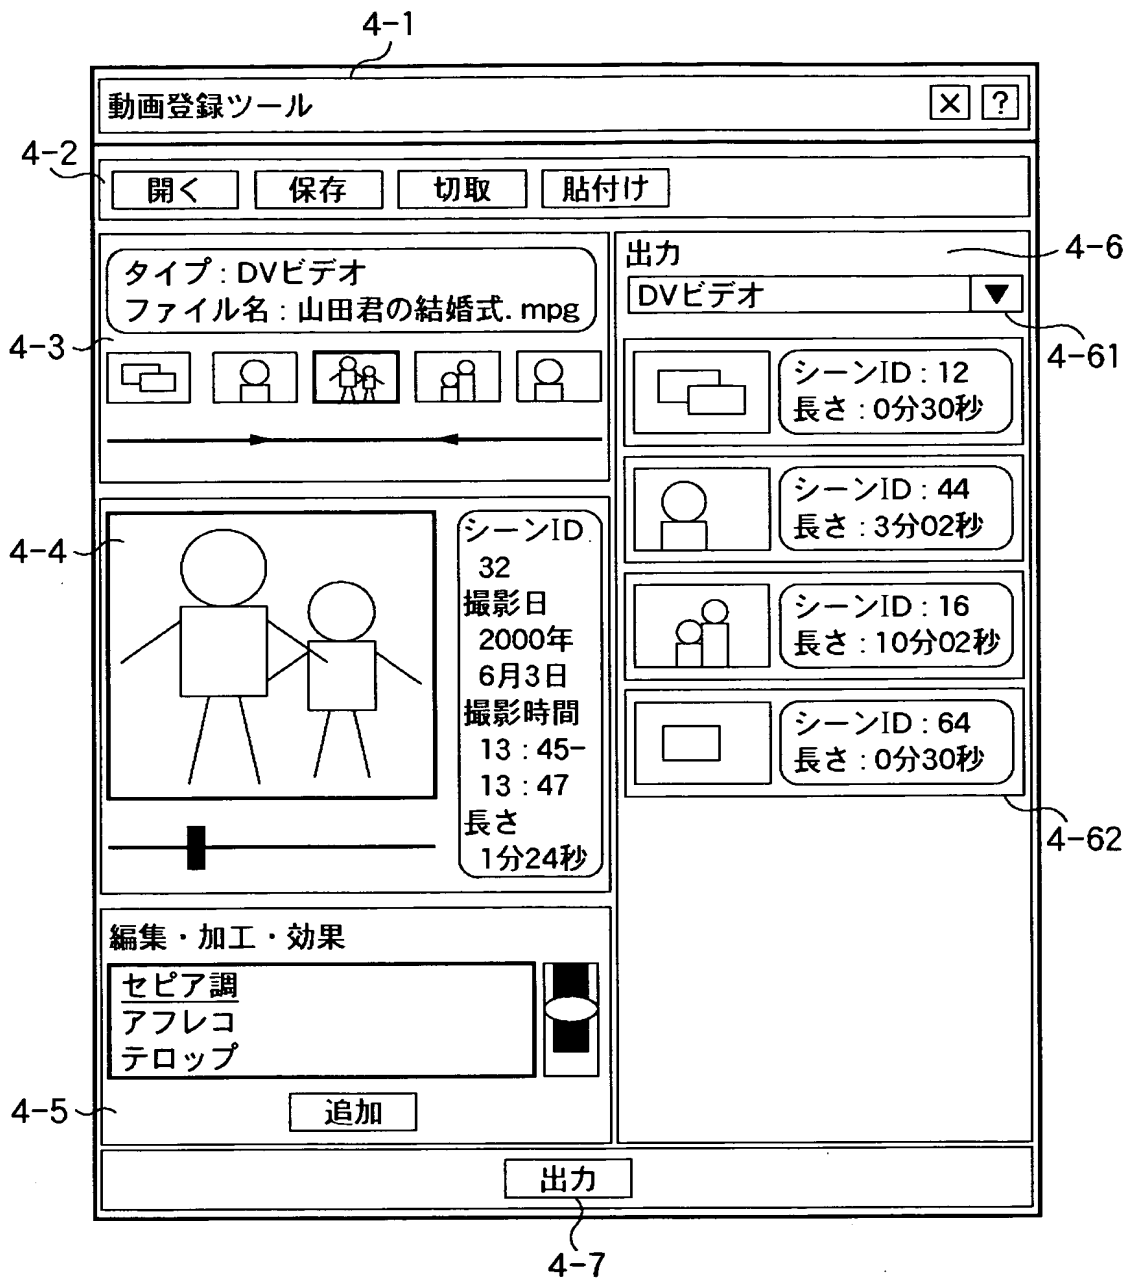 4-1
動画登録ツール
× ?
4-2
開く 保存 切取 貼付け
タイプ：DVビデオ
ファイル名：山田君の結婚式.mpg
4-3
4-4
シーンID
32
撮影日
2000年
6月3日
撮影時間
13：45-
13：47
長さ
1分24秒
編集・加工・効果
セピア調
アフレコ
テロップ
4-5
追加
出力
4-6
DVビデオ ▼
4-61
シーンID：12
長さ：0分30秒
シーンID：44
長さ：3分02秒
シーンID：16
長さ：10分02秒
シーンID：64
長さ：0分30秒
4-62
出力
4-7